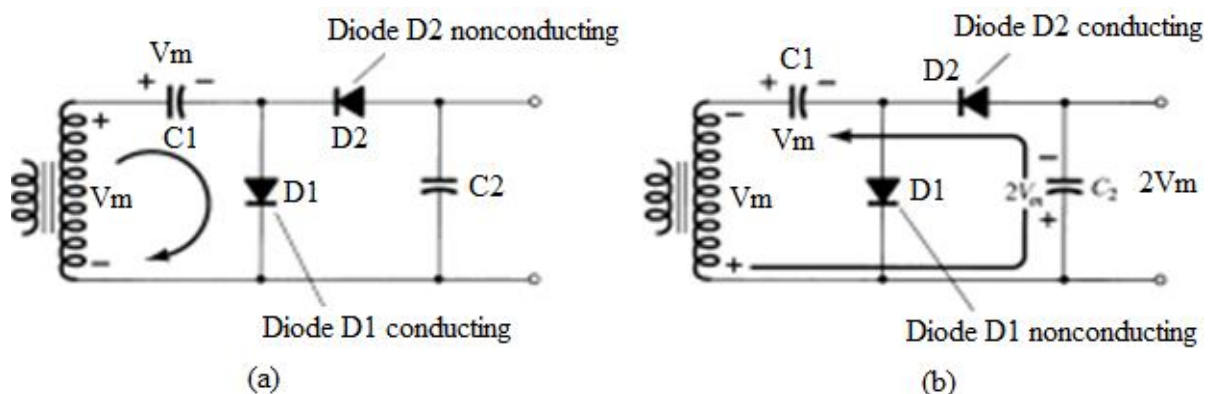 Diode D2 nonconducting
Vm
+ −
C1
D2
+
Vm
−
D1
C2
Diode D1 conducting
(a)
Diode D2 conducting
C1
D2
+ −
Vm
−
Vm
+
D1
2Vm
−
+
C2
2Vm
Diode D1 nonconducting
(b)